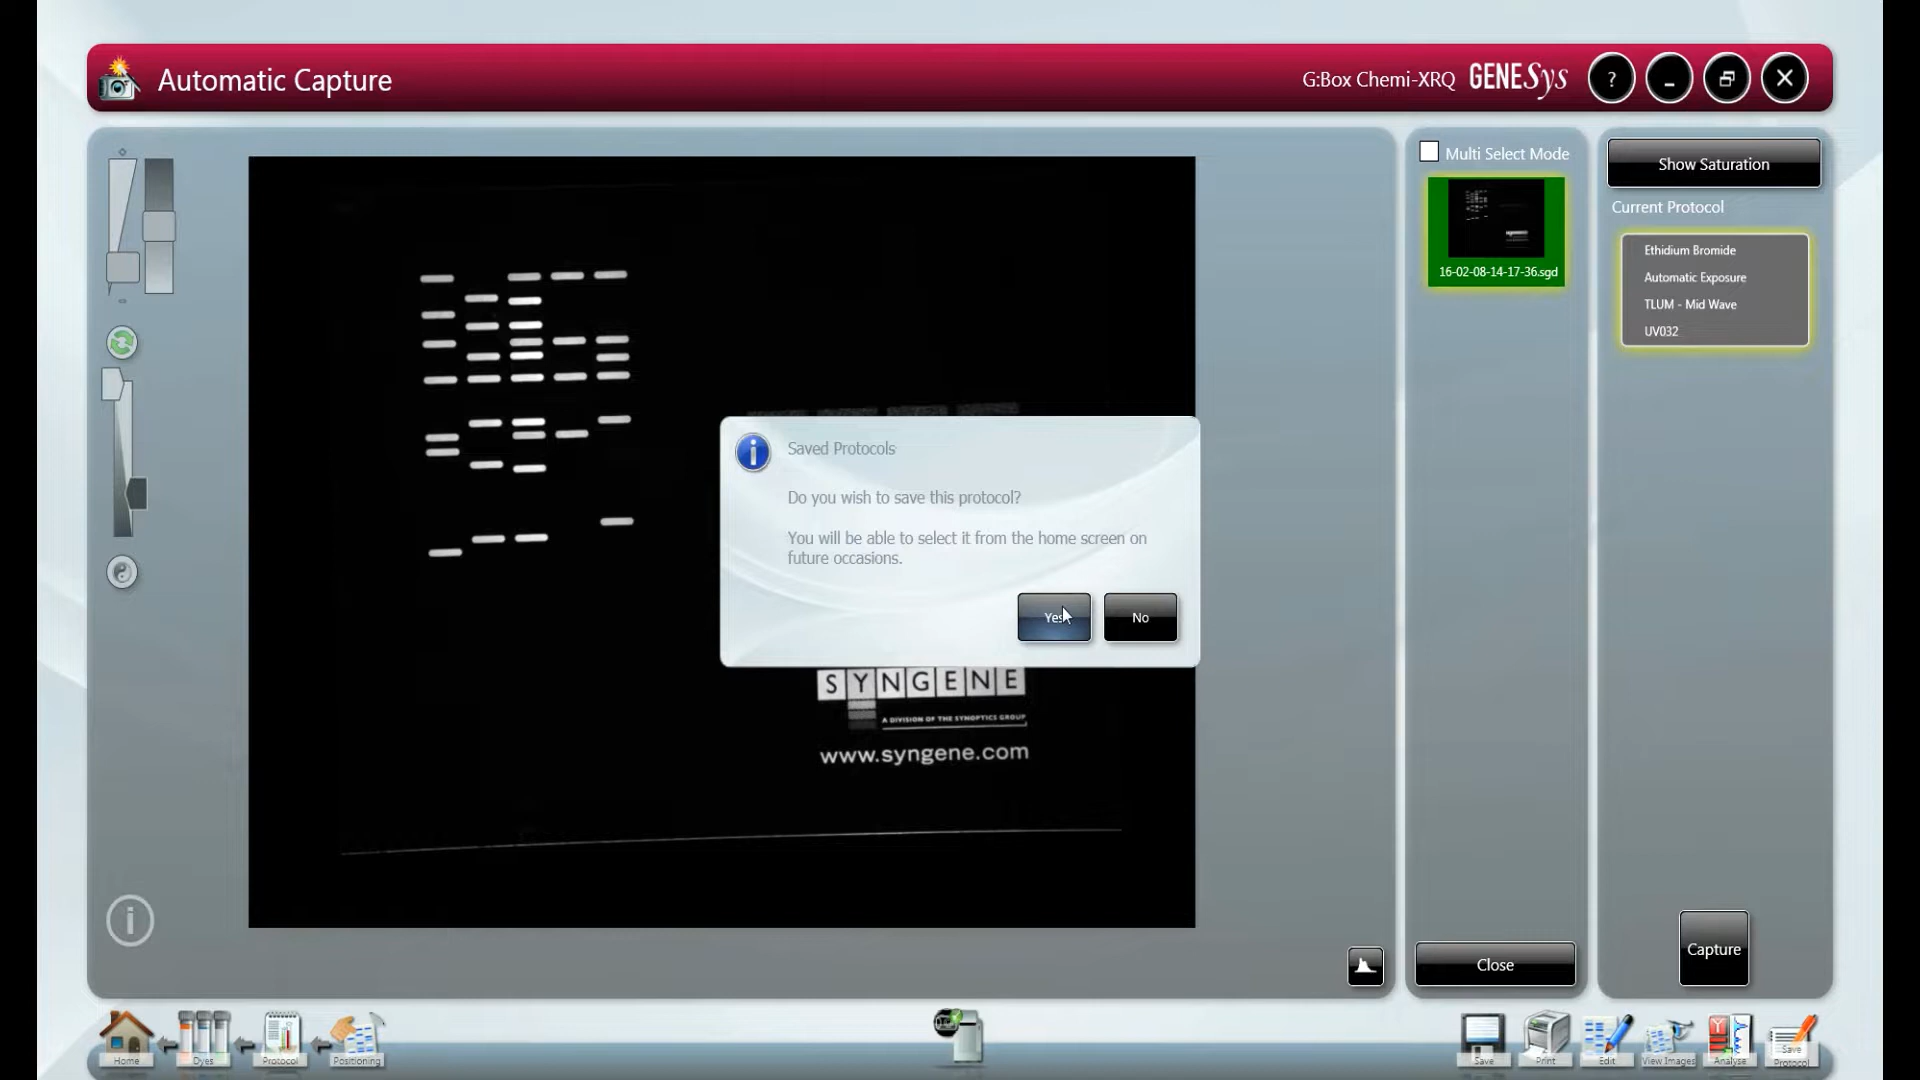 Automatic Capture
G:Box Chemi-XRQ GENESys
?
Multi Select Mode
16-02-08-14-17-36.sgd
Show Saturation
Current Protocol
Ethidium Bromide
Automatic Exposure
TLUM - Mid Wave
UV032
Saved Protocols
Do you wish to save this protocol?
You will be able to select it from the home screen on
future occasions.
Yes
No
SYNGENE
A DIVISION OF THE SYNOPTICS GROUP
www.syngene.com
Close
Capture
Home
Dyes
Protocol
Positioning
Save
Print
Edit
View Images
Analyse
Save
Protocol